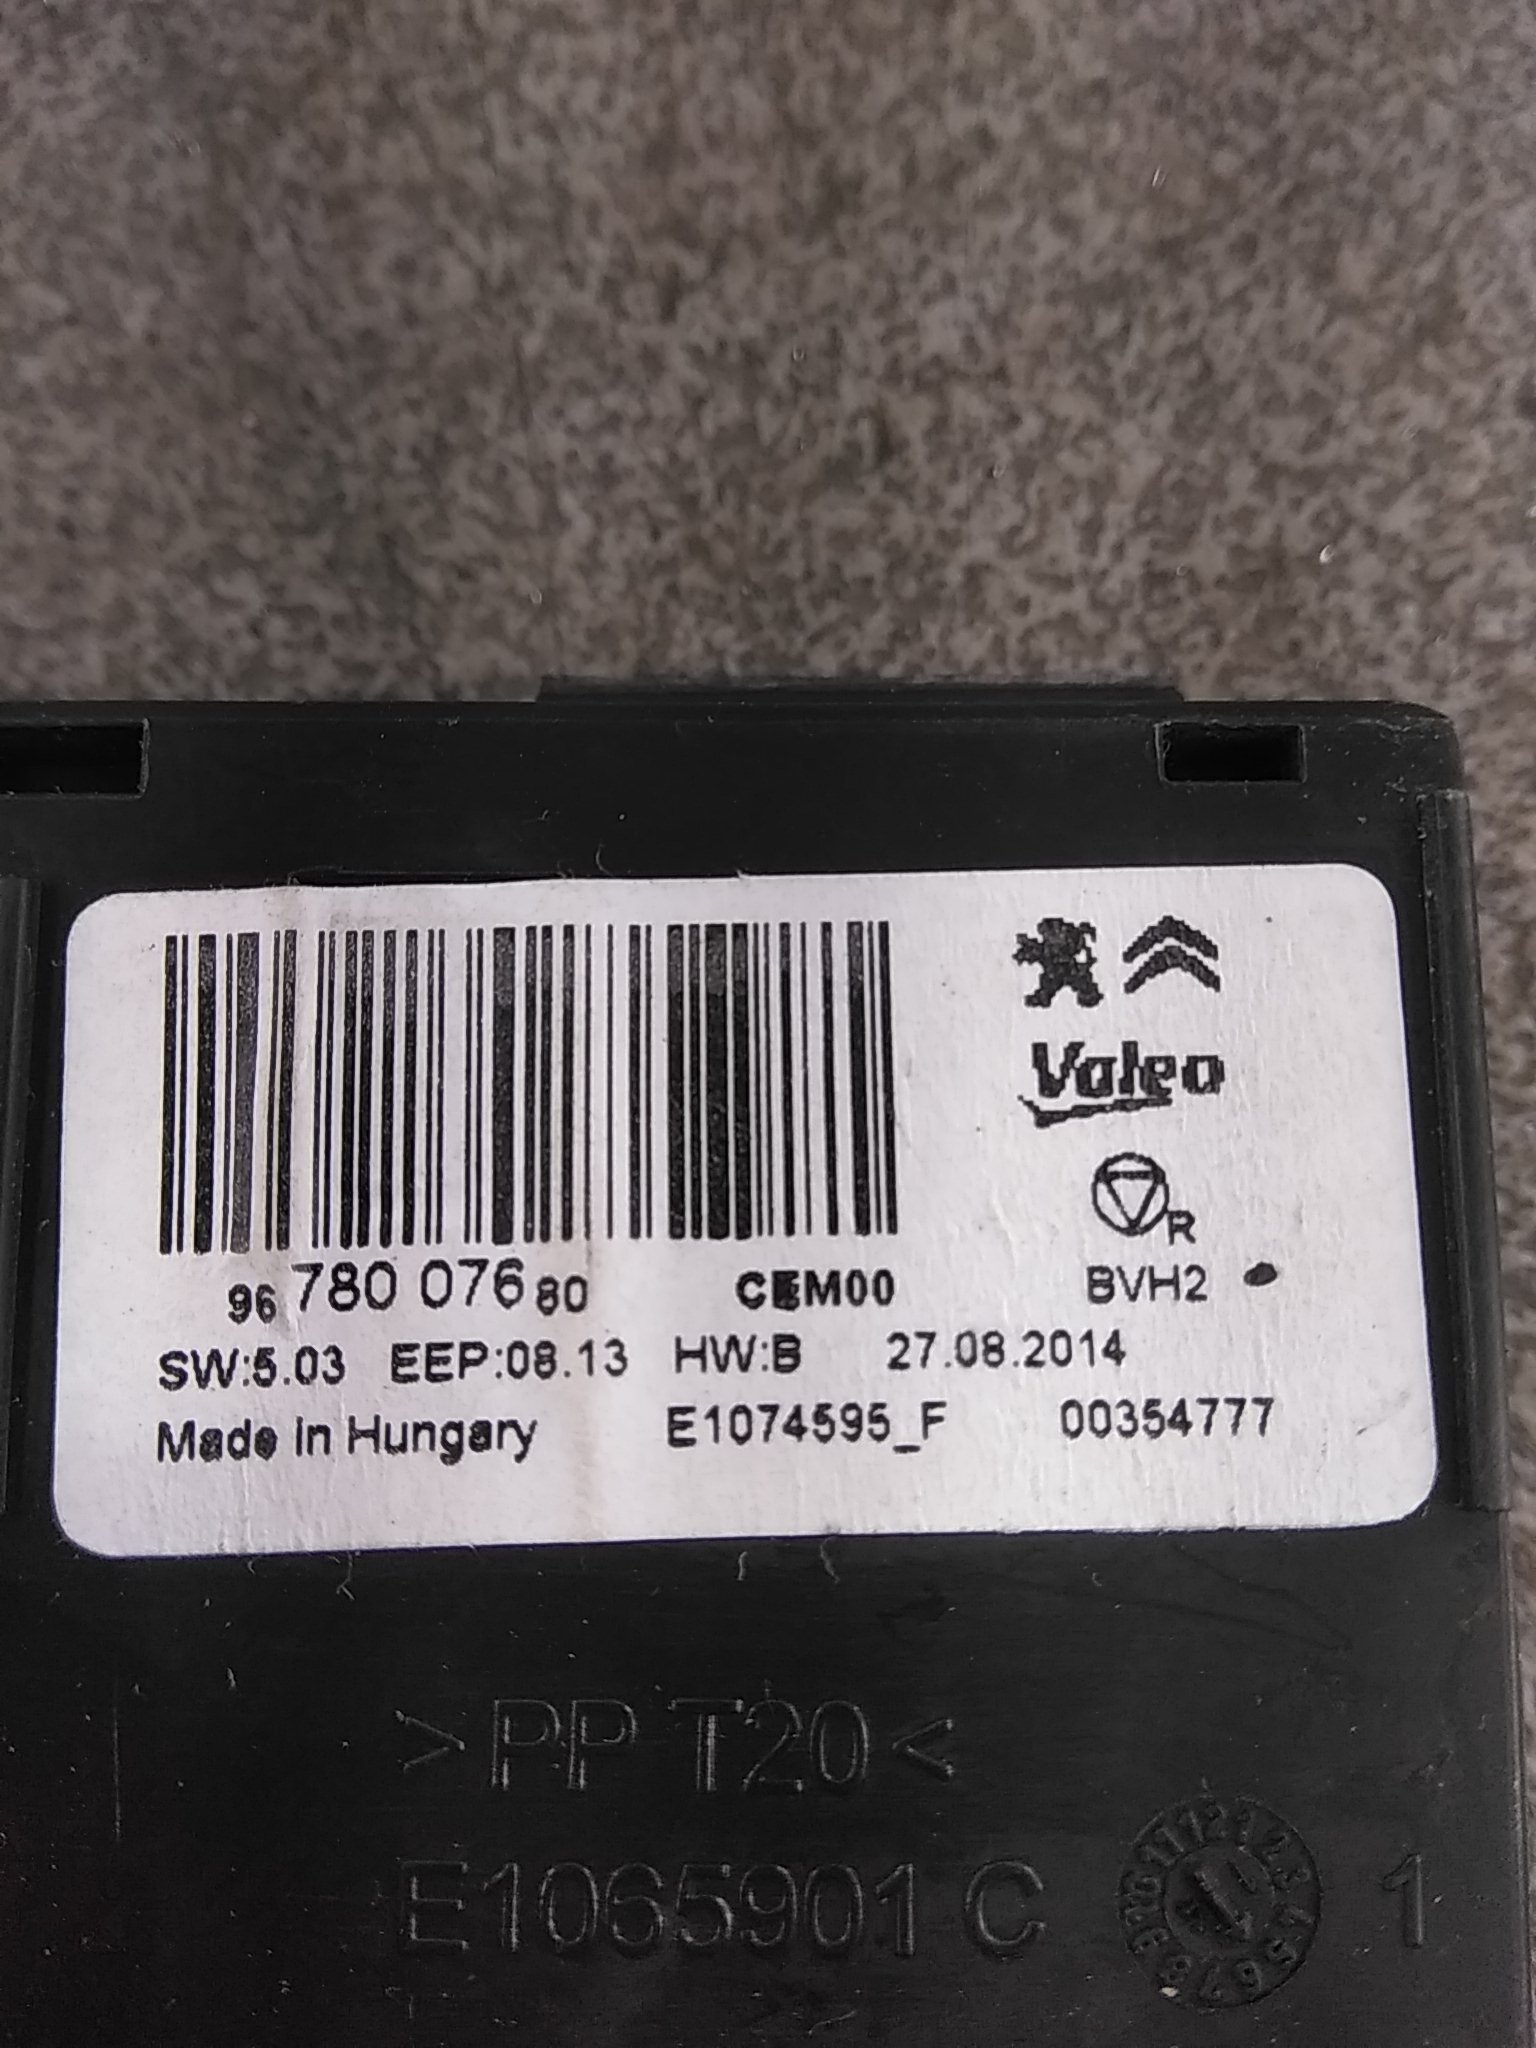 Valeo
R
96 780 076 80 CEM00 BVH2
SW:5.03 EEP:08.13 HW:B 27.08.2014
Made in Hungary E1074595_F 00354777
>PP T20<
E1065901 C 1